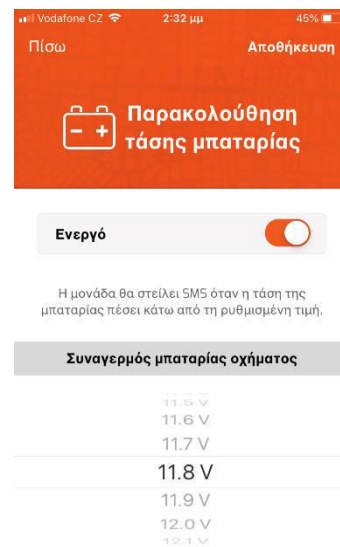 Vodafone CZ 2:32 μμ 45%
Πίσω Αποθήκευση
Παρακολούθηση
τάσης μπαταρίας
Ενεργό
Η μονάδα θα στείλει SMS όταν η τάση της
μπαταρίας πέσει κάτω από τη ρυθμισμένη τιμή.
Συναγερμός μπαταρίας οχήματος
11.5 V
11.6 V
11.7 V
11.8 V
11.9 V
12.0 V
12.1 V